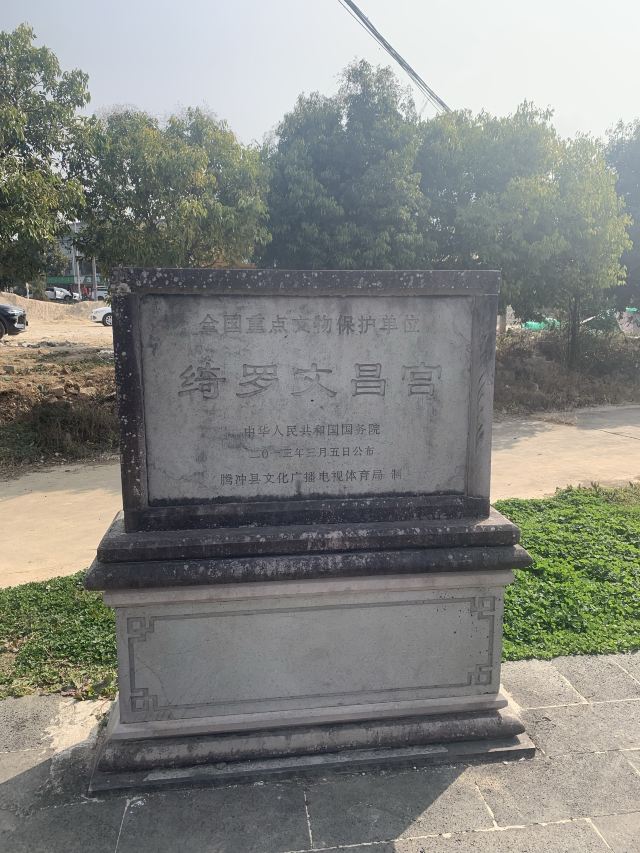 全国重点文物保护单位
绮罗文昌宫
中华人民共和国国务院
二〇一三年三月五日公布
腾冲县文化广播电视体育局 制